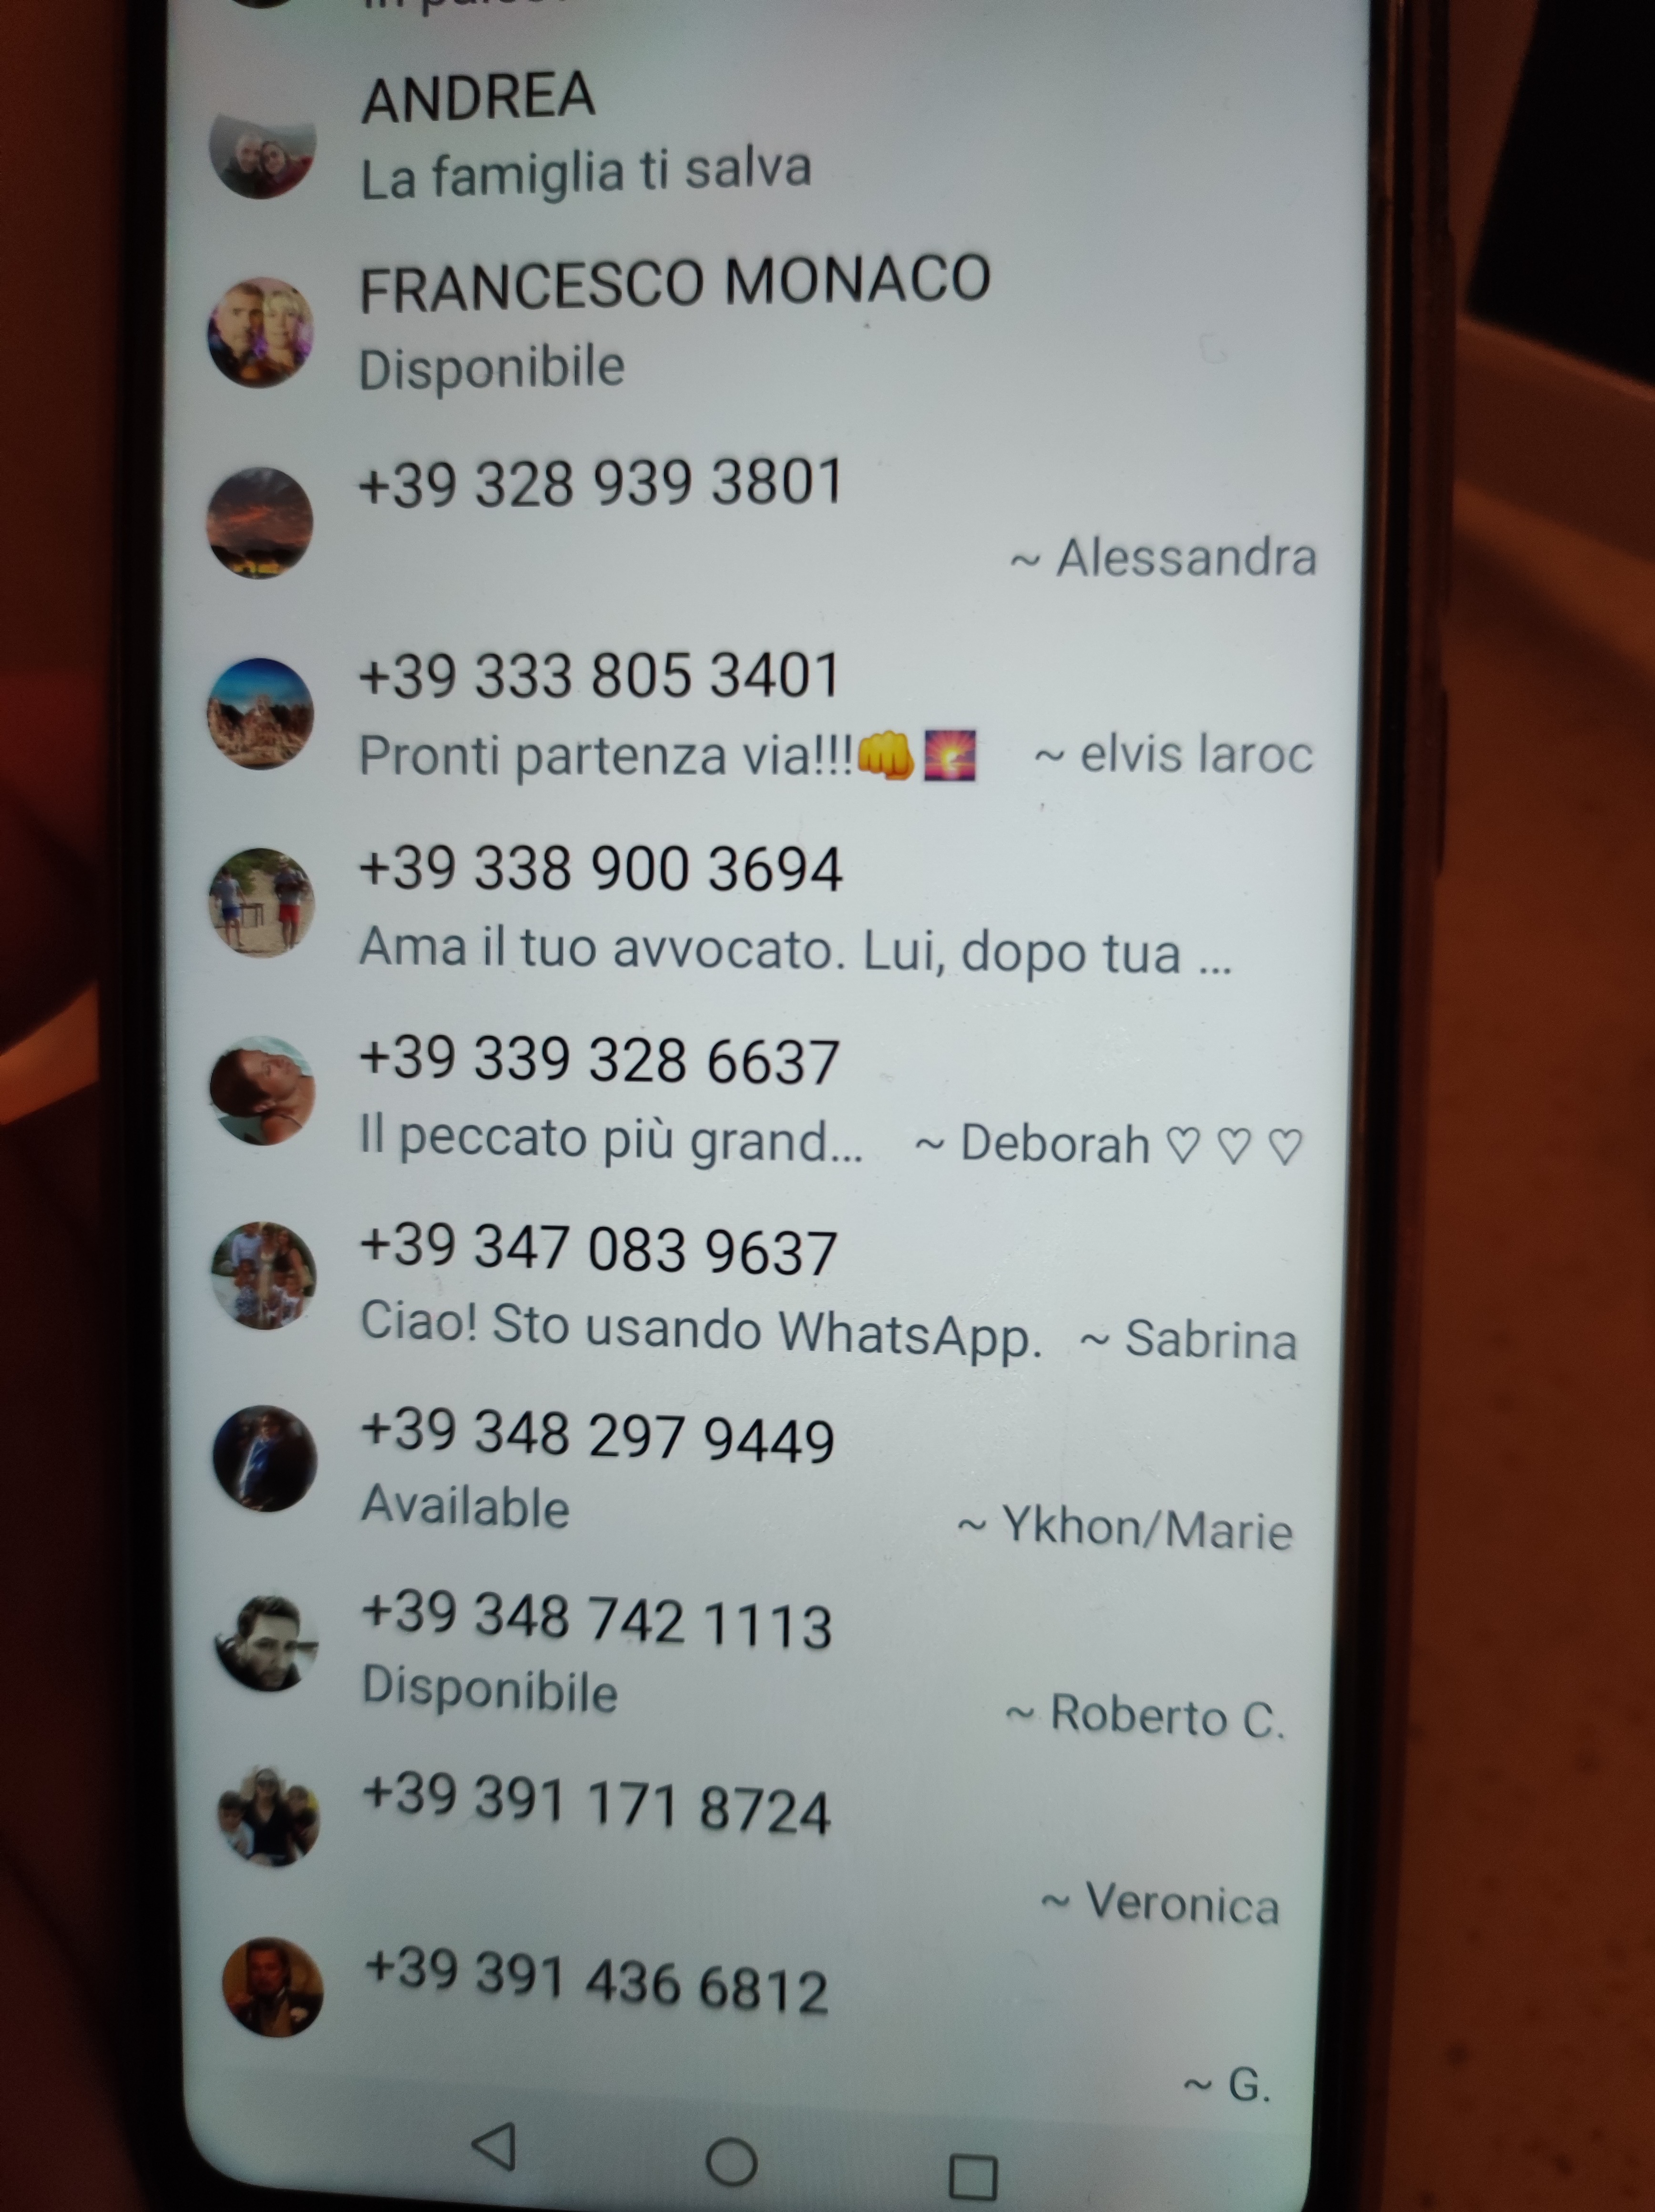 ANDREA
La famiglia ti salva
FRANCESCO MONACO
Disponibile
+39 328 939 3801
~ Alessandra
+39 333 805 3401
Pronti partenza via!!!👊🌅 ~ elvis laroc
+39 338 900 3694
Ama il tuo avvocato. Lui, dopo tua ...
+39 339 328 6637
Il peccato più grand... ~ Deborah ♡ ♡ ♡
+39 347 083 9637
Ciao! Sto usando WhatsApp. ~ Sabrina
+39 348 297 9449
Available ~ Ykhon/Marie
+39 348 742 1113
Disponibile ~ Roberto C.
+39 391 171 8724
~ Veronica
+39 391 436 6812
~ G.